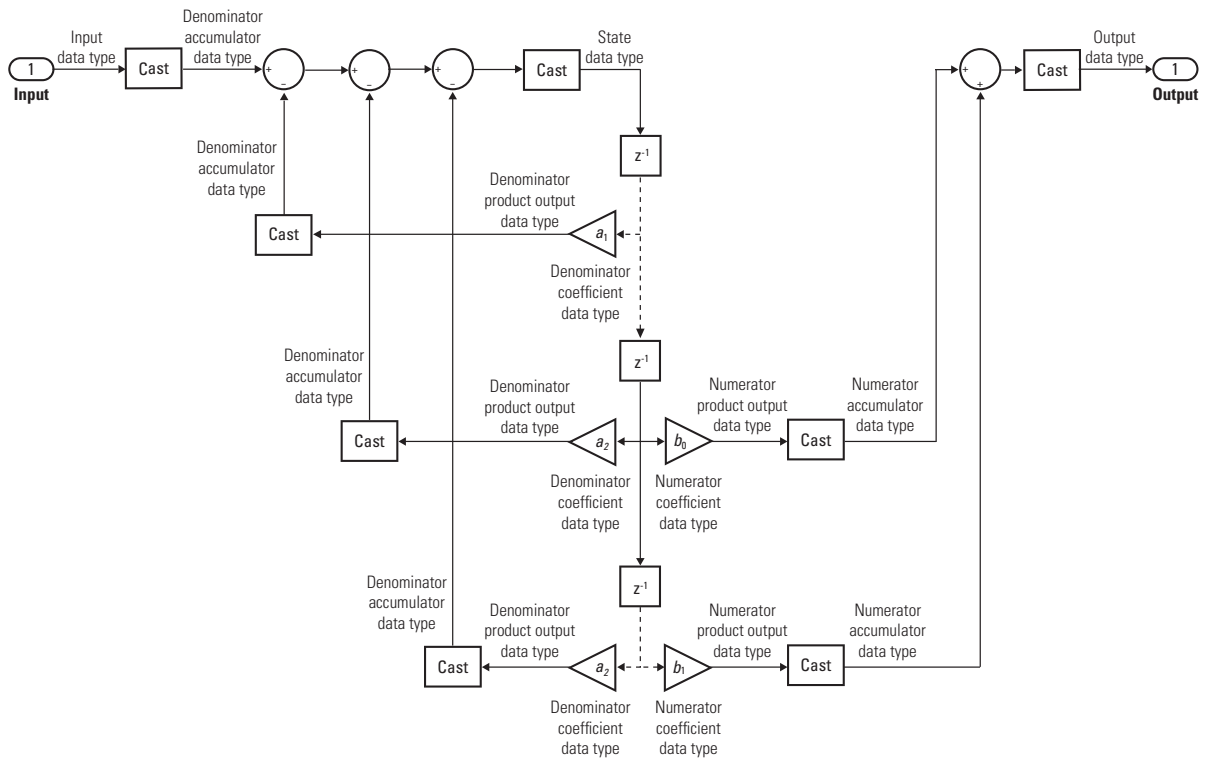 Input
data type
1
Input
Cast
Denominator
accumulator
data type
+
−
+
−
+
−
Cast
State
data type
+
+
Cast
Output
data type
1
Output
z-1
Denominator
accumulator
data type
Cast
Denominator
product output
data type
a1
Denominator
coefficient
data type
z-1
Denominator
accumulator
data type
Cast
Denominator
product output
data type
a2
Denominator
coefficient
data type
b0
Numerator
coefficient
data type
Numerator
product output
data type
Cast
Numerator
accumulator
data type
z-1
Denominator
accumulator
data type
Cast
Denominator
product output
data type
a2
Denominator
coefficient
data type
b1
Numerator
coefficient
data type
Numerator
product output
data type
Cast
Numerator
accumulator
data type